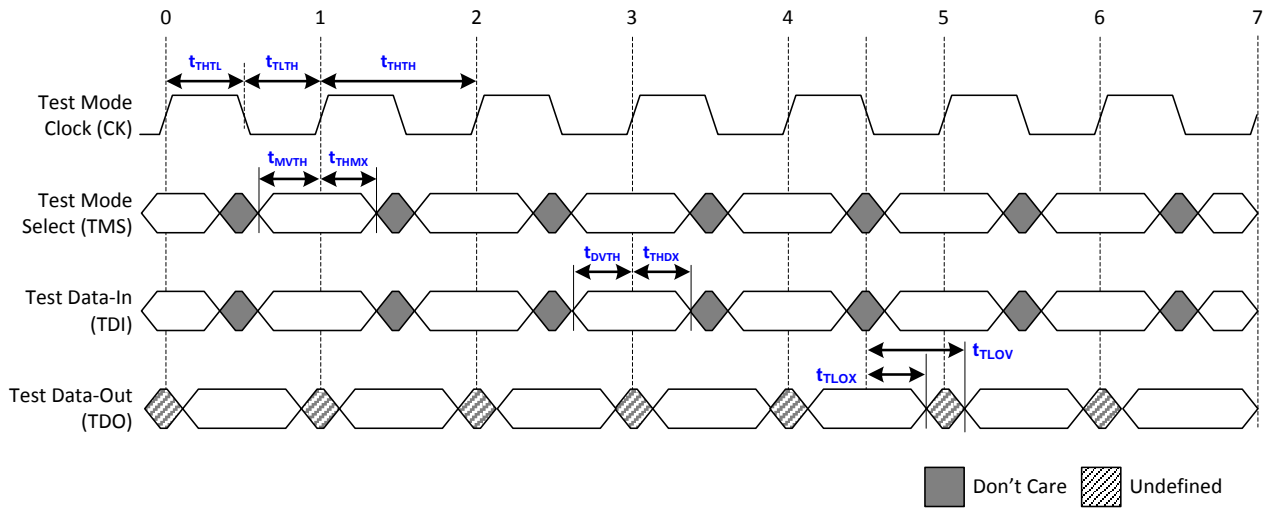 0 1 2 3 4 5 6 7
tTHTL tTLTH tTHTH
Test Mode
Clock (CK)
tMVTH tTHMX
Test Mode
Select (TMS)
tDVTH tTHDX
Test Data-In
(TDI)
tTLOV
tTLOX
Test Data-Out
(TDO)
Don't Care Undefined